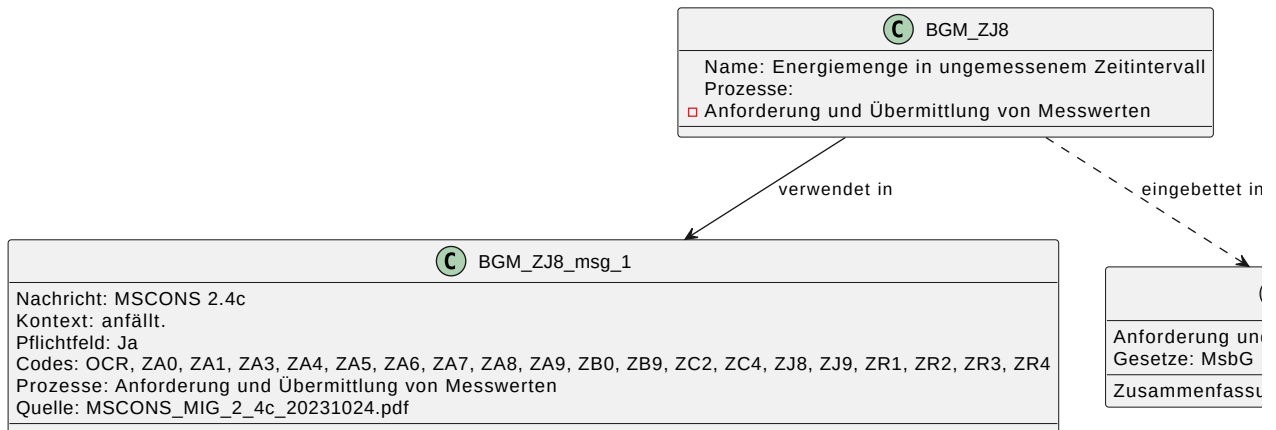 C BGM_ZJ8
Name: Energiemenge in ungemessenem Zeitintervall
Prozesse:
Anforderung und Übermittlung von Messwerten
verwendet in
eingebettet in
C BGM_ZJ8_msg_1
Nachricht: MSCONS 2.4c
Kontext: anfällt.
Pflichtfeld: Ja
Codes: OCR, ZA0, ZA1, ZA3, ZA4, ZA5, ZA6, ZA7, ZA8, ZA9, ZB0, ZB9, ZC2, ZC4, ZJ8, ZJ9, ZR1, ZR2, ZR3, ZR4
Prozesse: Anforderung und Übermittlung von Messwerten
Quelle: MSCONS_MIG_2_4c_20231024.pdf
Anforderung
Gesetze: MsbG